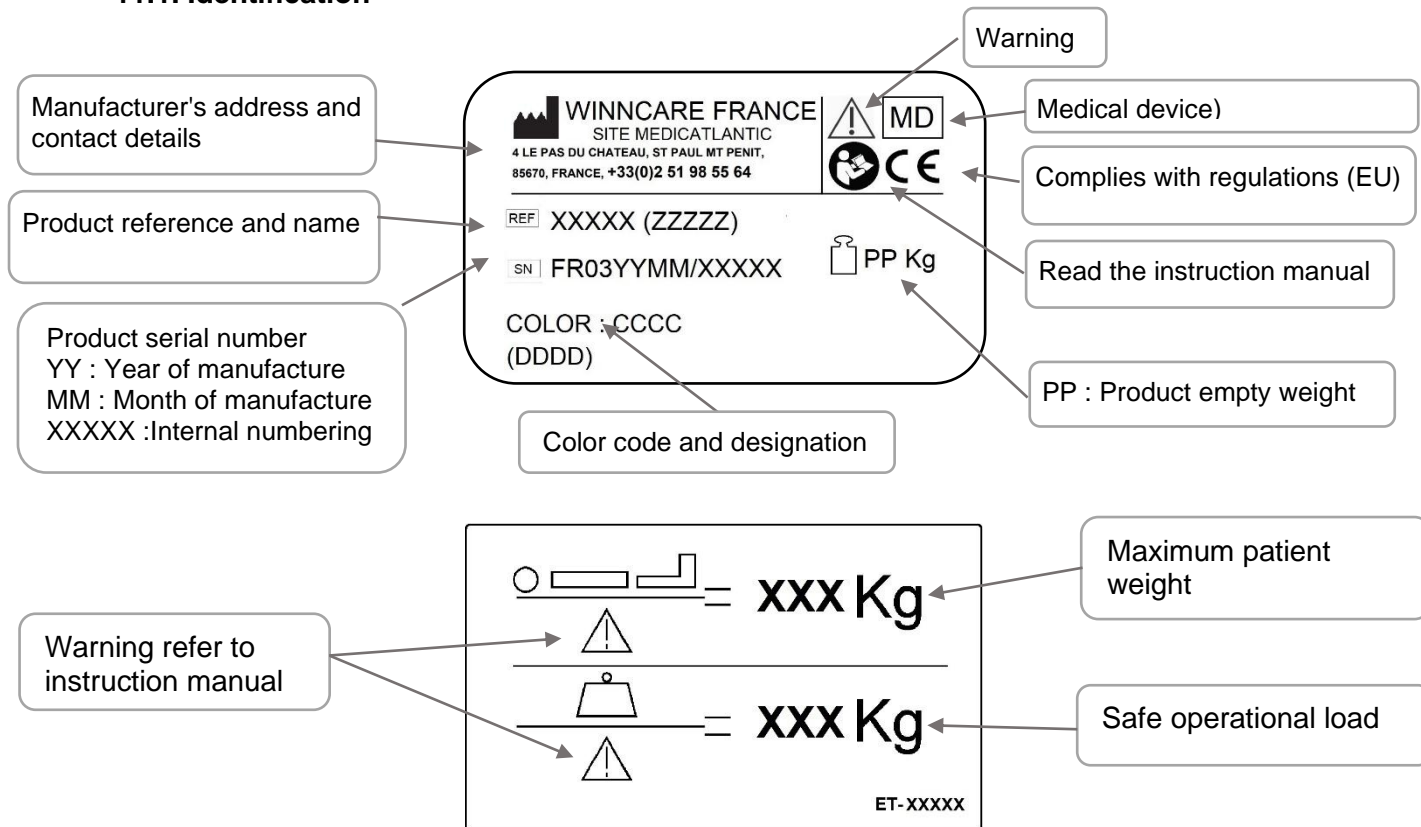 Identification
Warning
Manufacturer's address and
contact details
WINNCARE FRANCE
SITE MEDICATLANTIC
4 LE PAS DU CHATEAU, ST PAUL MT PENIT,
85670, FRANCE, +33(0)2 51 98 55 64
MD
CE
Medical device)
Complies with regulations (EU)
Product reference and name
REF XXXXX (ZZZZZ)
SN FR03YYMM/XXXXX
PP Kg
Read the instruction manual
Product serial number
YY : Year of manufacture
MM : Month of manufacture
XXXXX :Internal numbering
COLOR : CCCC
(DDDD)
PP : Product empty weight
Color code and designation
= XXX Kg
Maximum patient
weight
Warning refer to
instruction manual
= XXX Kg
Safe operational load
ET-XXXXX